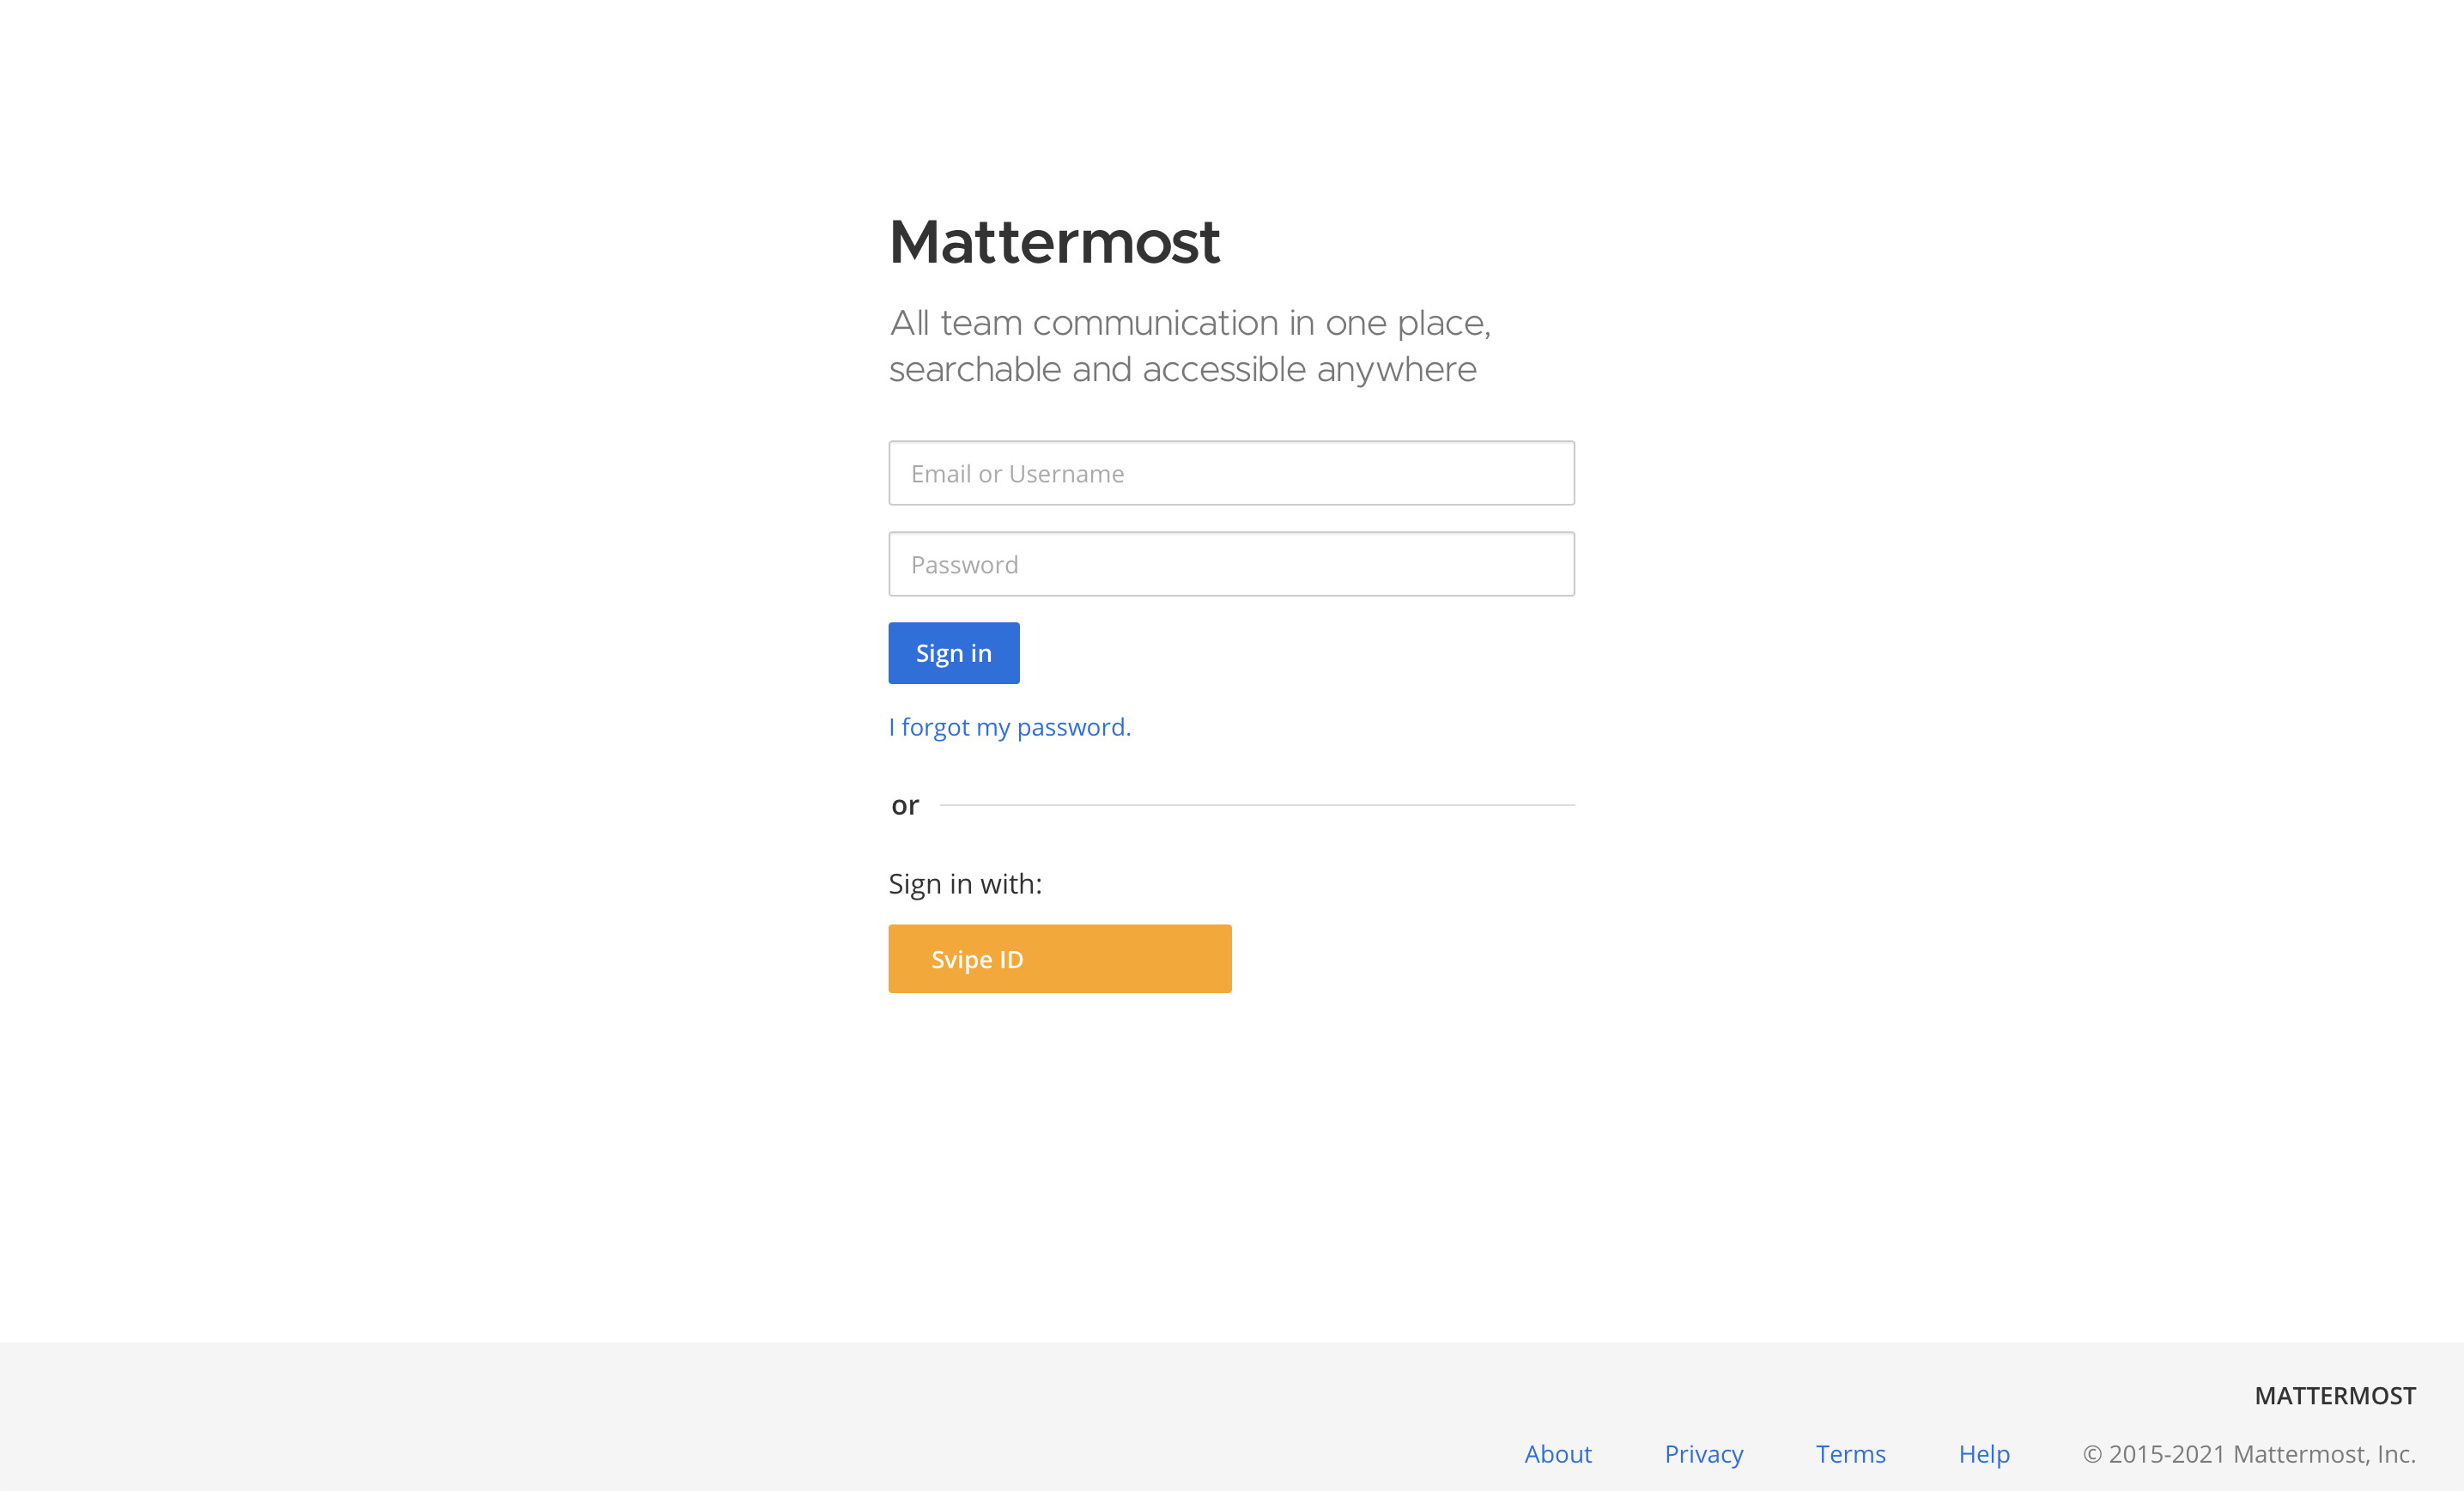 Mattermost
All team communication in one place,
searchable and accessible anywhere
Email or Username
Password
Sign in
I forgot my password.
or
Sign in with:
Svipe ID
MATTERMOST
About Privacy Terms Help © 2015-2021 Mattermost, Inc.